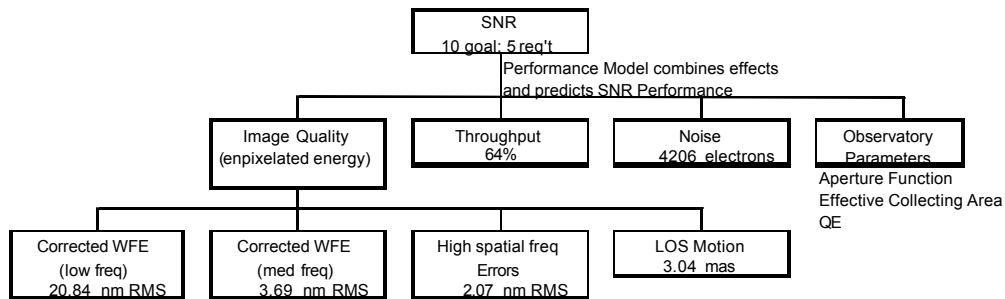 SNR
10 goal; 5 req't
Performance Model combines effects
and predicts SNR Performance
Image Quality
(enpixelated energy)
Throughput
64%
Noise
4206 electrons
Observatory
Parameters
Aperture Function
Effective Collecting Area
QE
Corrected WFE
(low freq)
20.84 nm RMS
Corrected WFE
(med freq)
3.69 nm RMS
High spatial freq
Errors
2.07 nm RMS
LOS Motion
3.04 mas